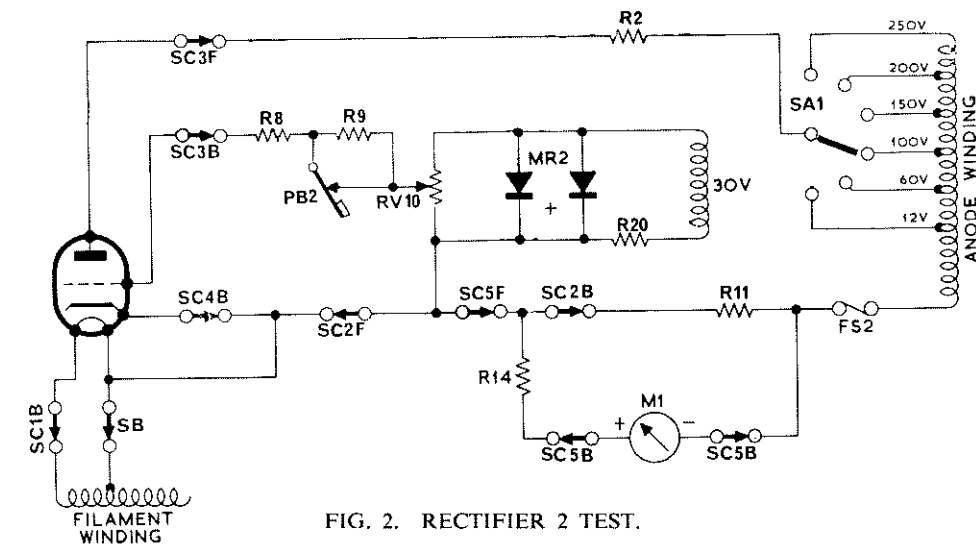 R2
250V
SC3F
200V
SA1
150V
R8
R9
SC3B
MR2
100V
ANODE WINDING
PB2
RV10
+
30V
60V
R20
12V
SC4B
SC2F
SC5F
SC2B
R11
FS2
R14
M1
+
−
SC1B
SB
SC5B
SC5B
FILAMENT
WINDING
FIG. 2. RECTIFIER 2 TEST.